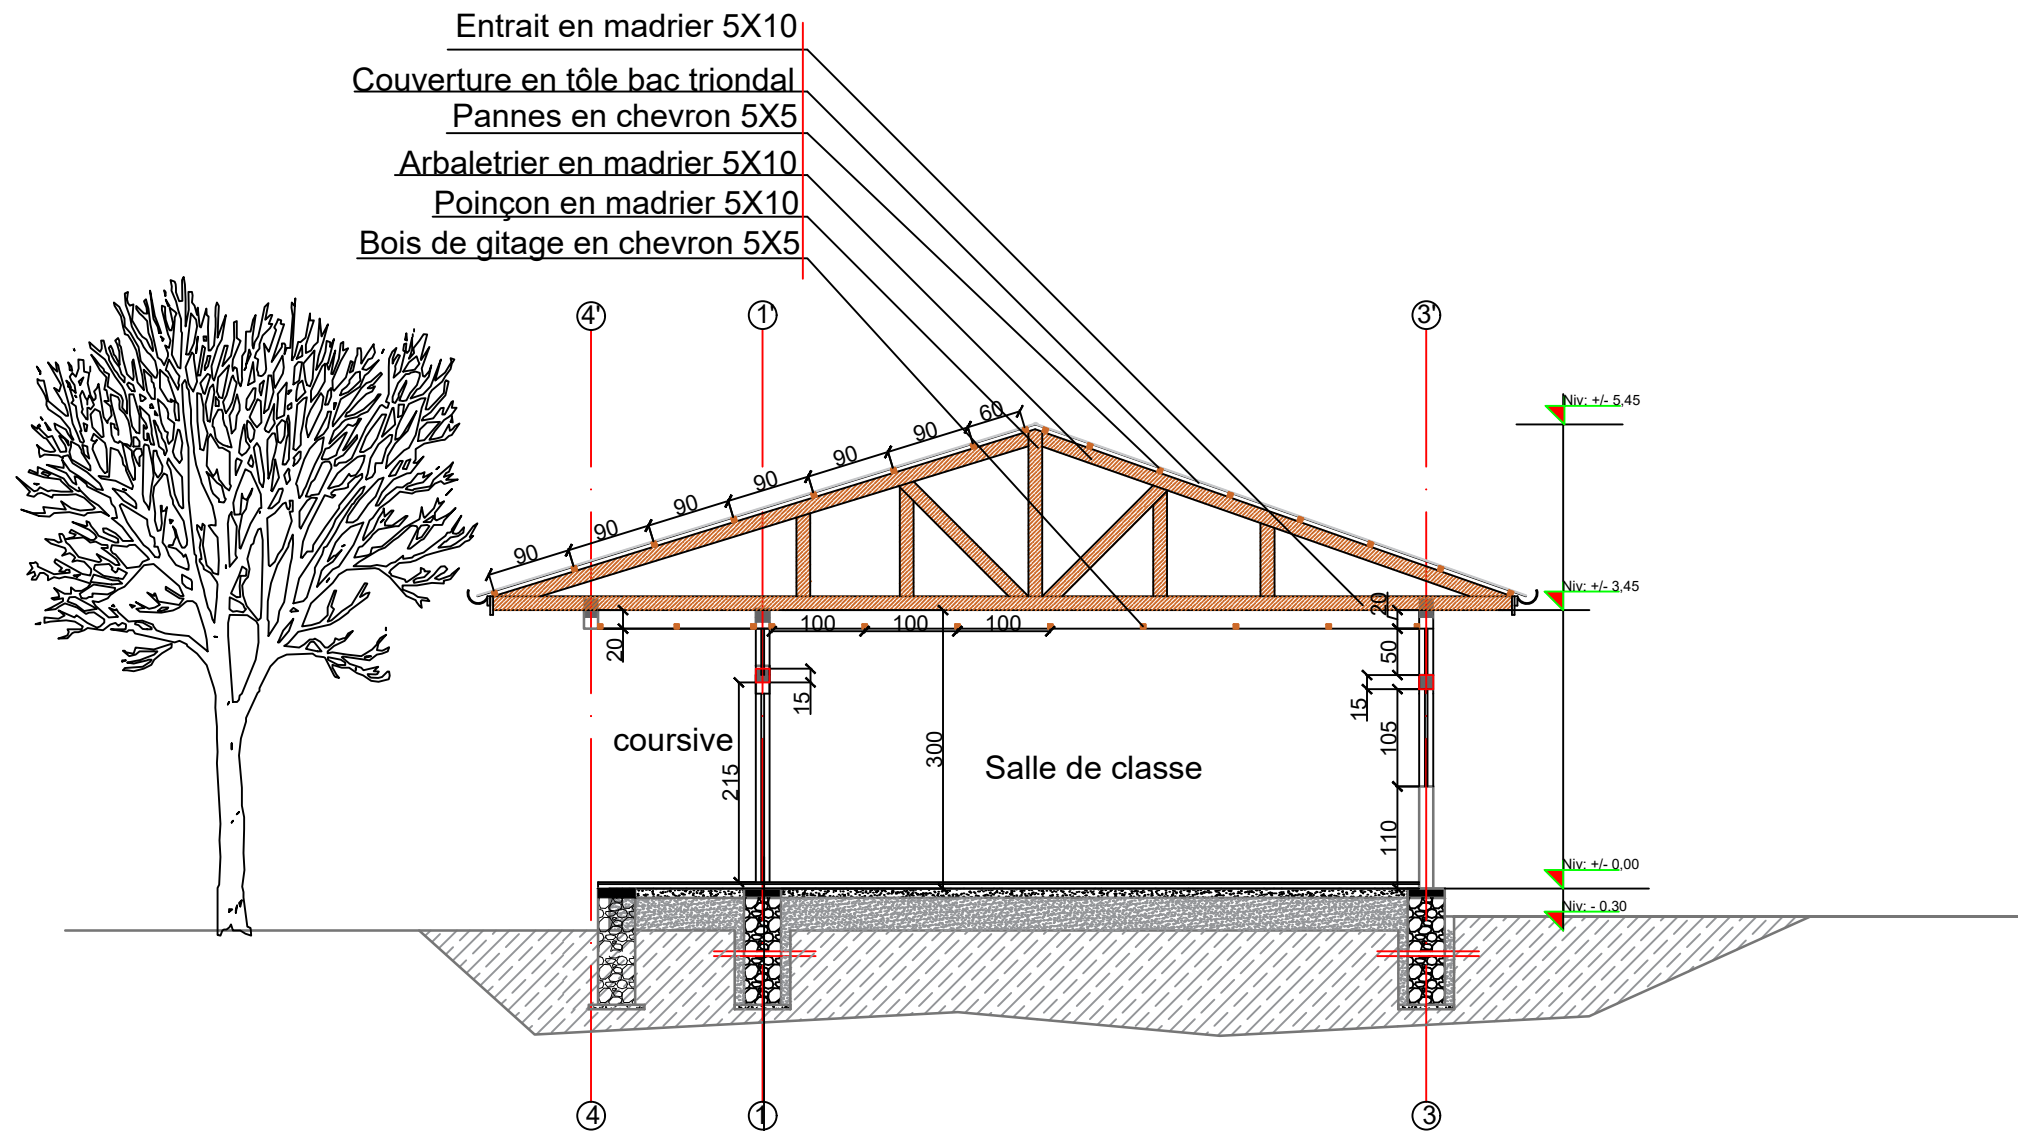 Entrait en madrier 5X10
Couverture en tôle bac triondal
Pannes en chevron 5X5
Arbaletrier en madrier 5X10
Poinçon en madrier 5X10
Bois de gitage en chevron 5X5
4' 1' 3'
Niv: +/- 5,45
60
90
90
90
90
90
90
Niv: +/- 3,45
20
100 100 100
20
50
15
15
105
coursive
300
Salle de classe
215
110
Niv: +/- 0,00
Niv: - 0.30
4 1 3